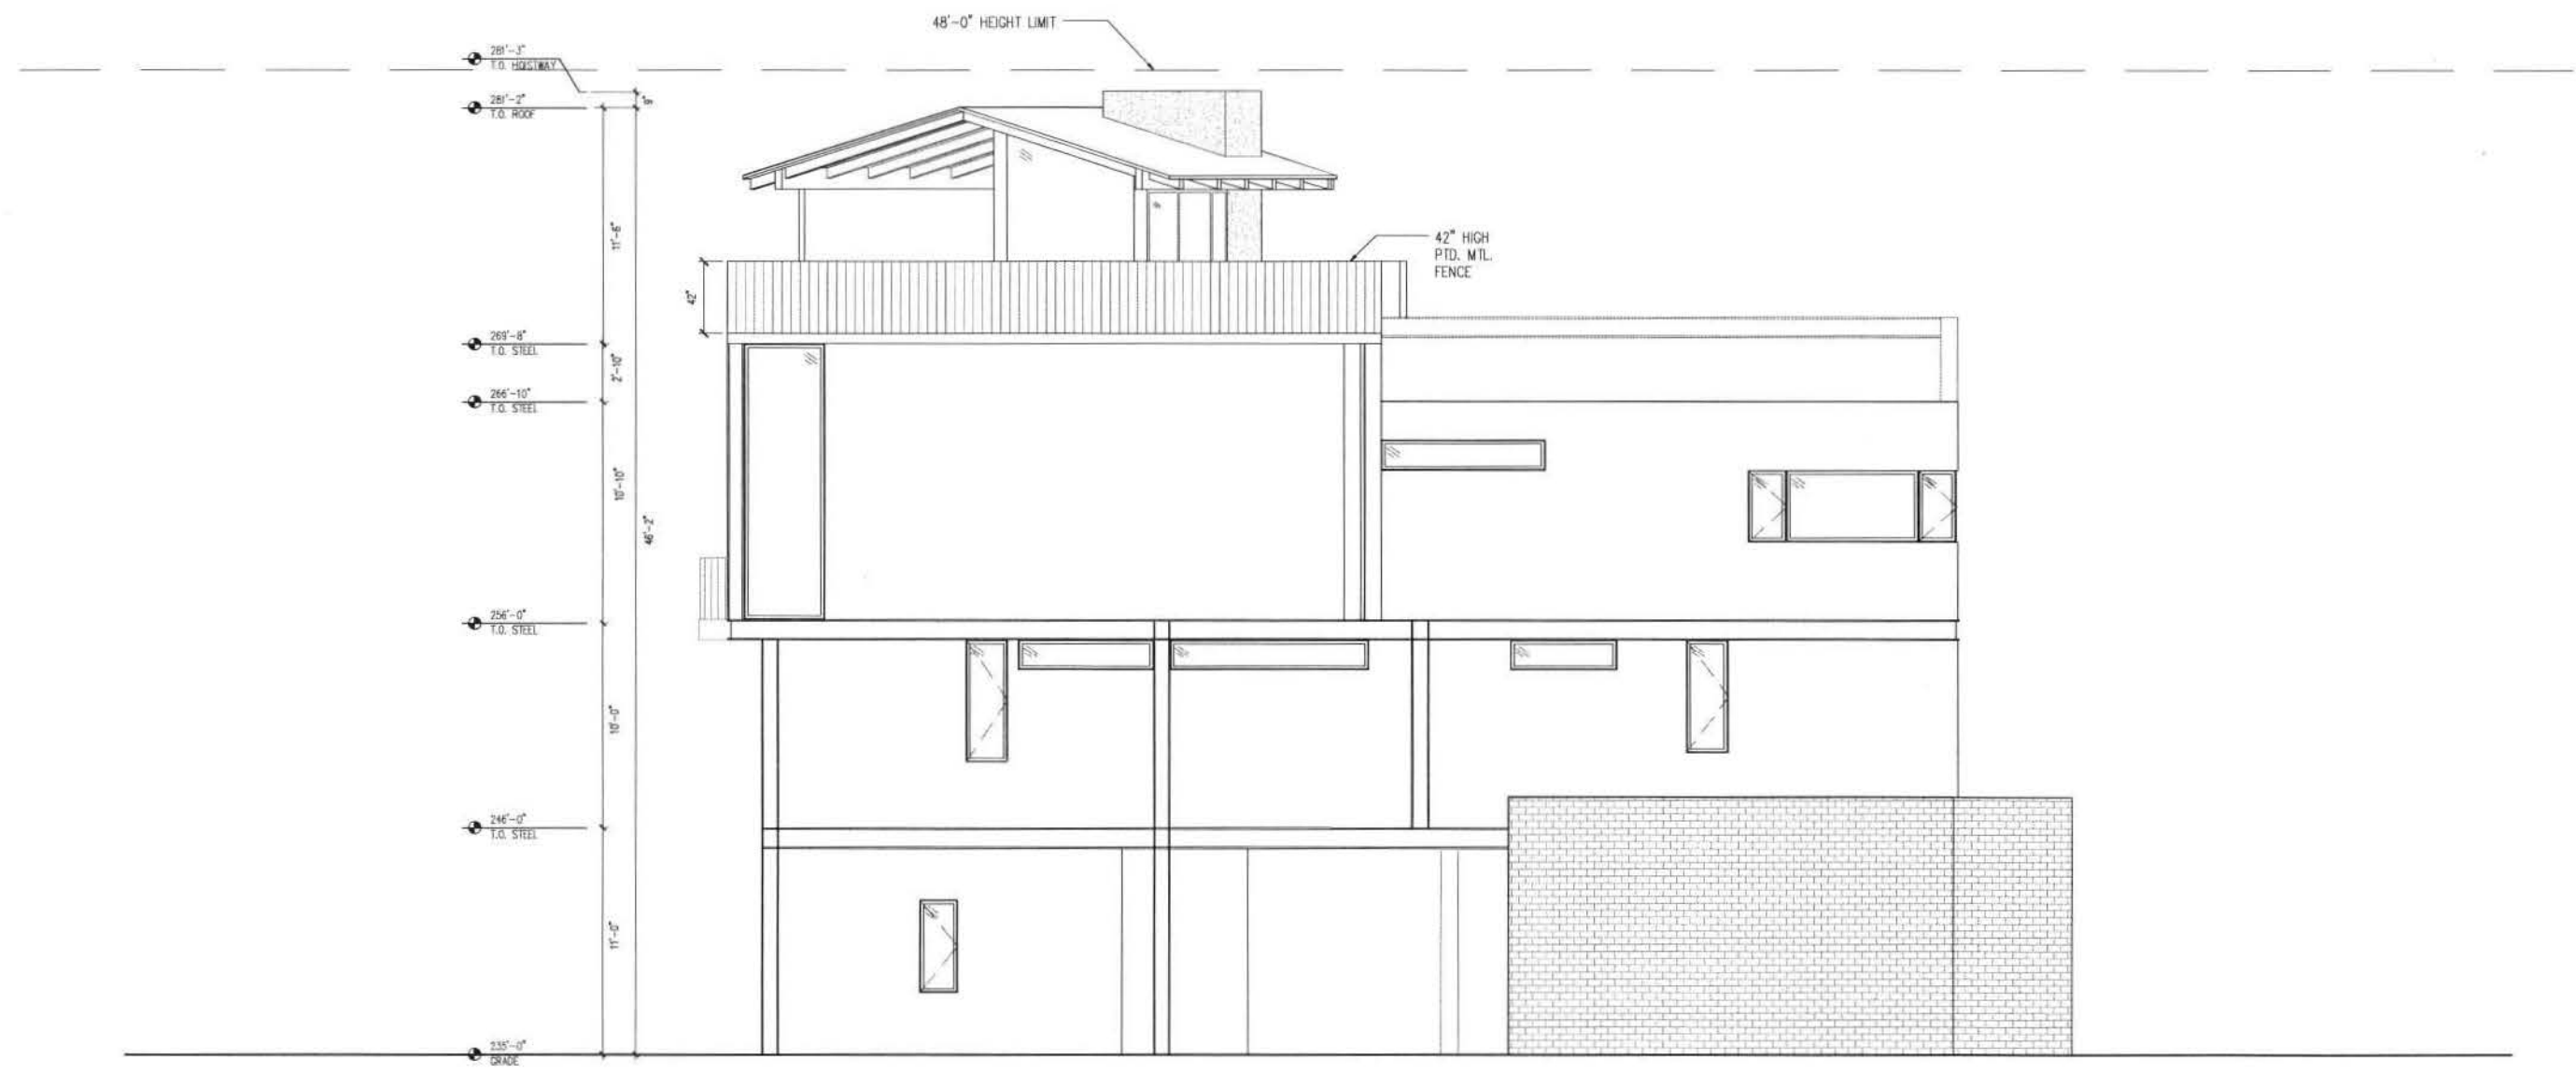 48'-0" HEIGHT LIMIT
281'-3"
T.O. HOISTWAY
281'-2"
T.O. ROOF
9"
11'-6"
42" HIGH
PTD. MTL.
FENCE
42"
269'-8"
T.O. STEEL
2'-10"
266'-10"
T.O. STEEL
10'-10"
46'-2"
256'-0"
T.O. STEEL
10'-0"
246'-0"
T.O. STEEL
11'-0"
235'-0"
GRADE